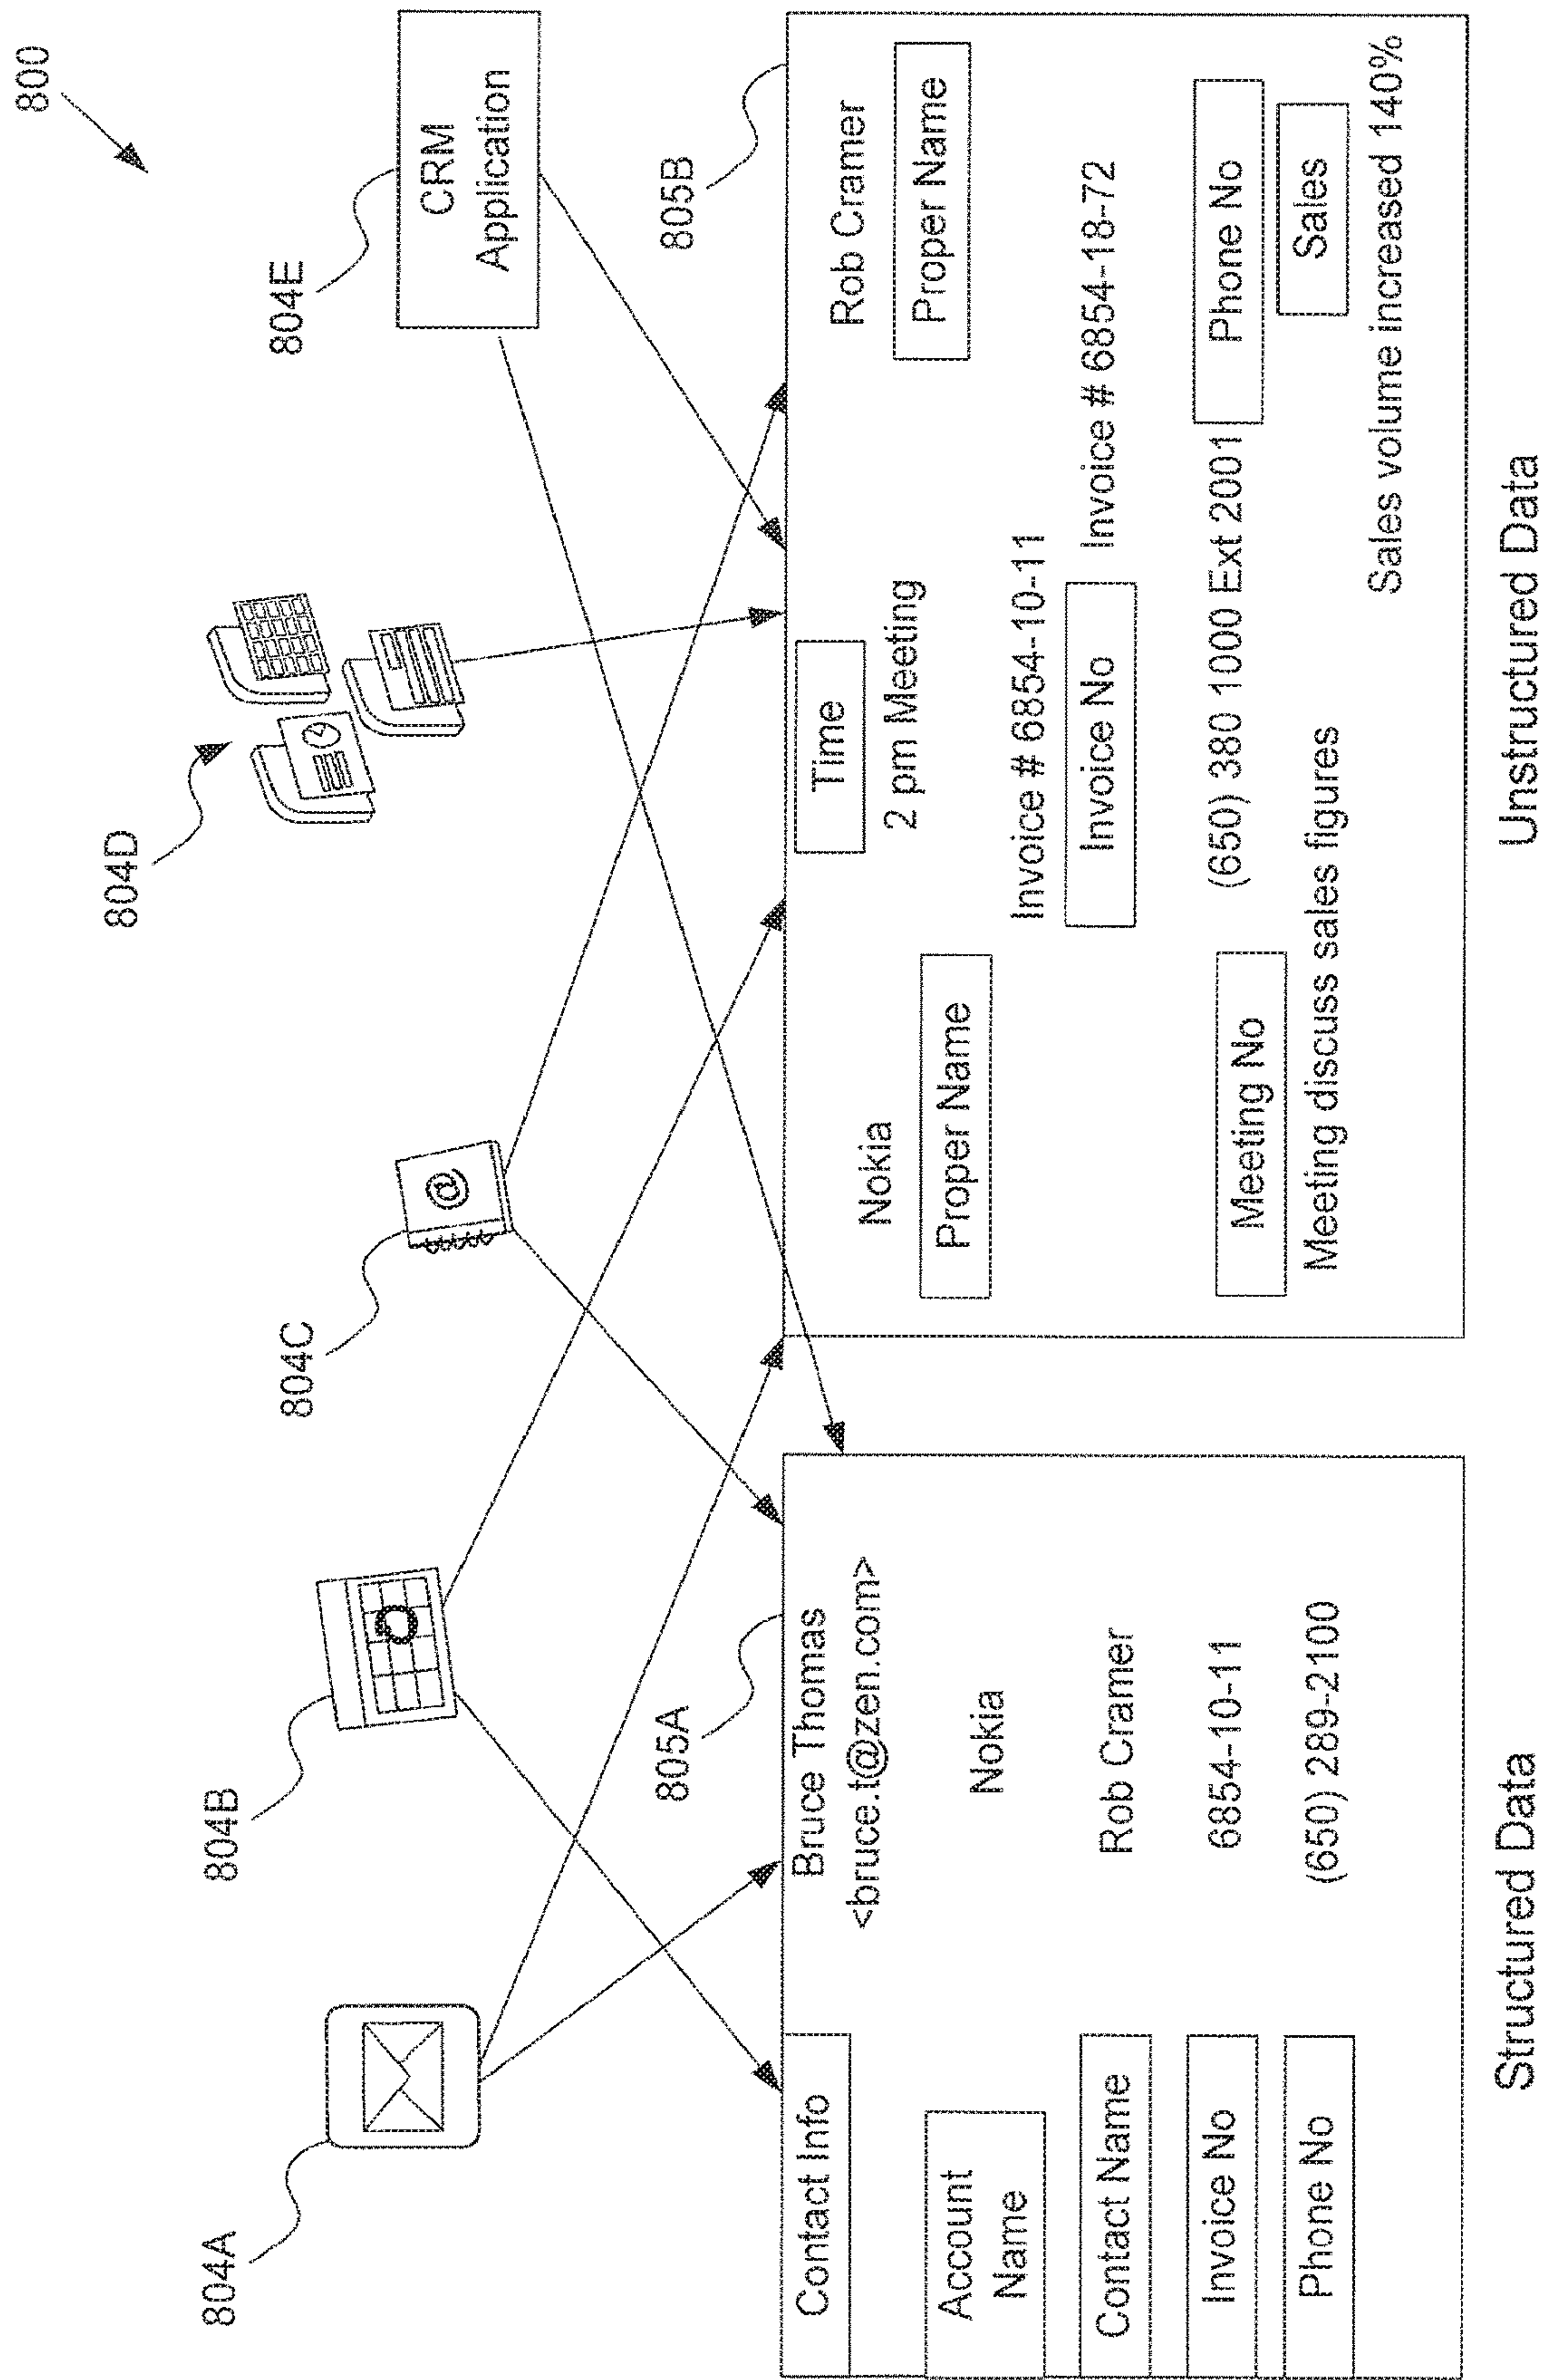 800
804A
804B
804C
804D
804E
CRM
Application
805A
805B
Contact Info
Bruce Thomas
<bruce.t@zen.com>
Account
Name
Nokia
Contact Name
Rob Cramer
Invoice No
6854-10-11
Phone No
(650) 289-2100
Structured Data
Time
2 pm Meeting
Rob Cramer
Proper Name
Nokia
Proper Name
Invoice # 6854-10-11
Invoice No
Invoice # 6854-18-72
(650) 380 1000 Ext 2001
Phone No
Meeting No
Meeting discuss sales figures
Sales
Sales volume increased 140%
Unstructured Data